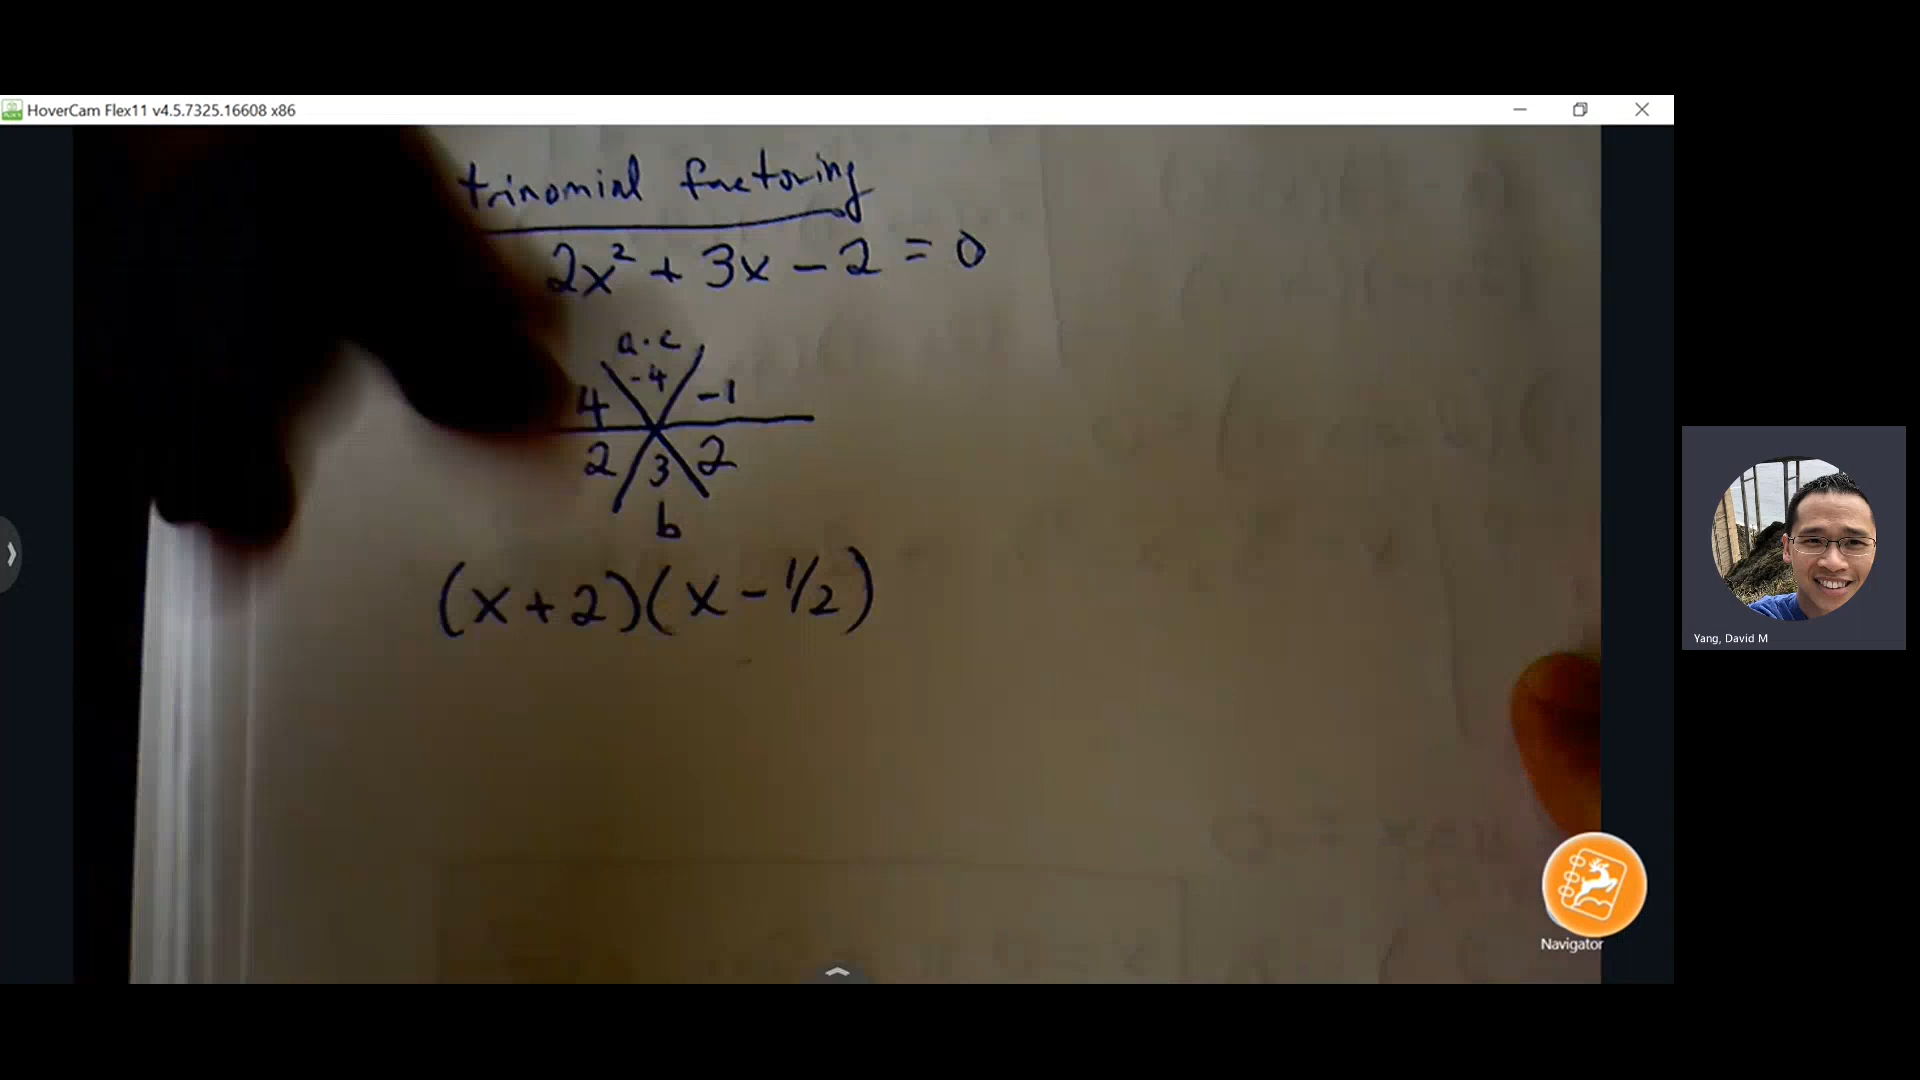 HoverCam Flex11 v4.5.7325.16608 x86
trinomial factoring
2x² + 3x - 2 = 0
a·c
-4
4 -1
2 3 2
b
(x+2)(x-1/2)
Yang, David M
Navigator